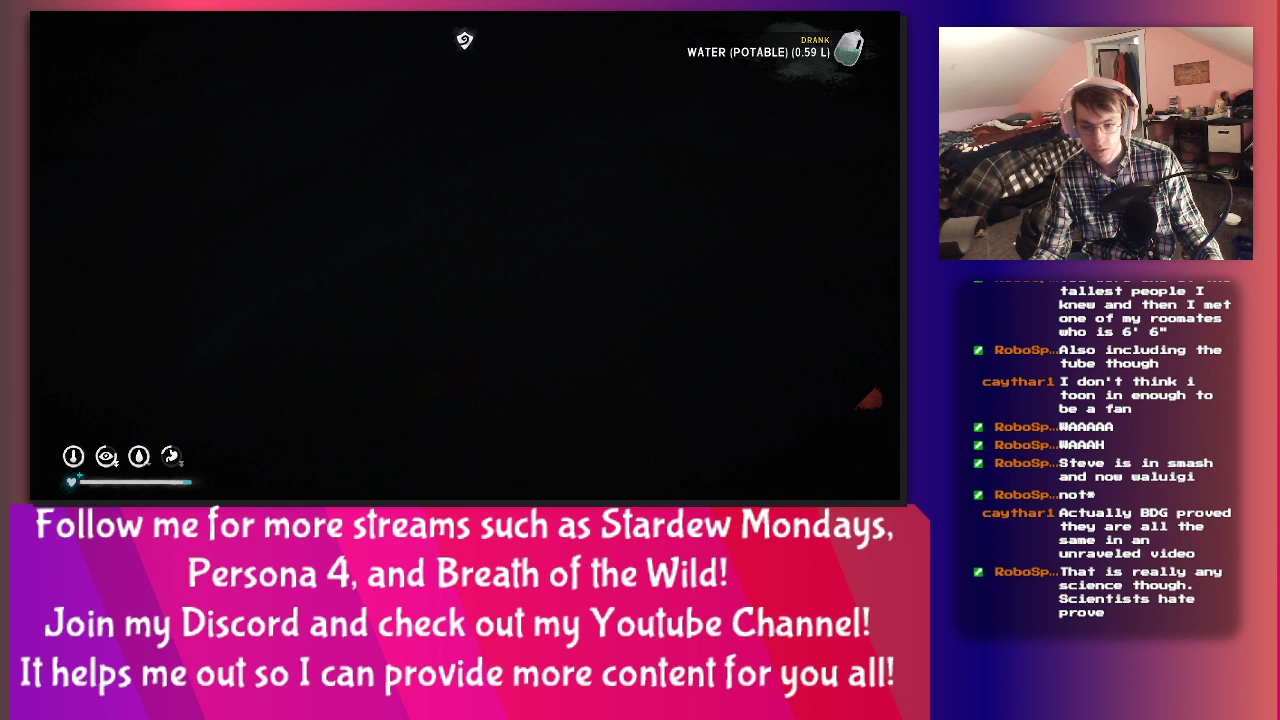 DRANK
WATER (POTABLE) (0.59 L)
tallest people I
knew and then I met
one of my roomates
who is 6' 6"
RoboSp… Also including the
tube though
caythar1 I don't think i
toon in enough to
be a fan
RoboSp… WAAAAA
RoboSp… WAAAH
RoboSp… Steve is in smash
and now waluigi
RoboSp… not*
caythar1 Actually BDG proved
they are all the
same in an
unraveled video
RoboSp… That is really any
science though.
Scientists hate
prove
Follow me for more streams such as Stardew Mondays,
Persona 4, and Breath of the Wild!
Join my Discord and check out my Youtube Channel!
It helps me out so I can provide more content for you all!